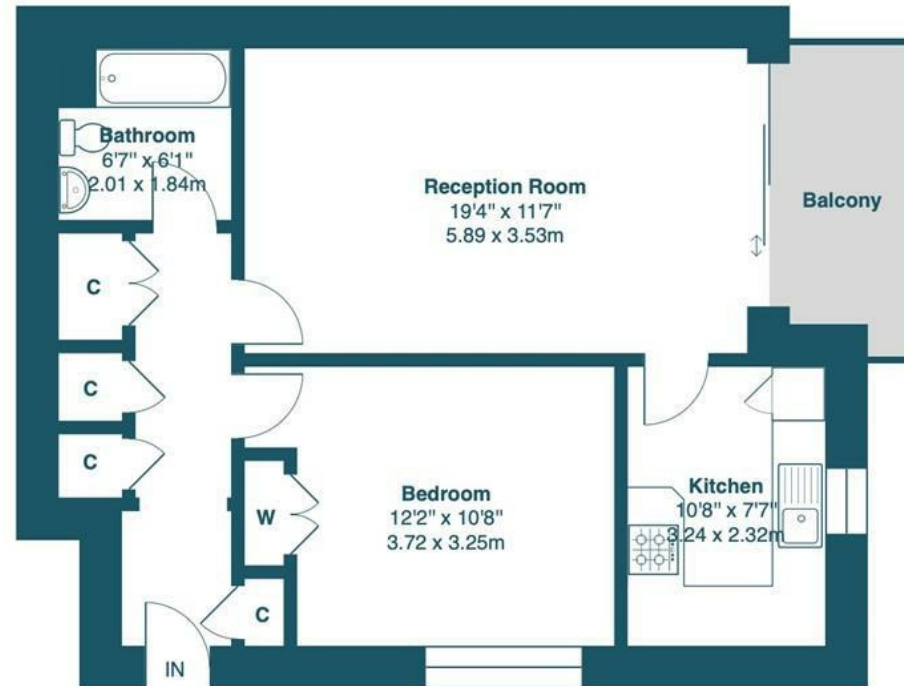 Bathroom
6'7" x 6'1"
2.01 x 1.84m
Reception Room
19'4" x 11'7"
5.89 x 3.53m
Balcony
C
C
C
W
C
Bedroom
12'2" x 10'8"
3.72 x 3.25m
Kitchen
10'8" x 7'7"
3.24 x 2.32m
IN